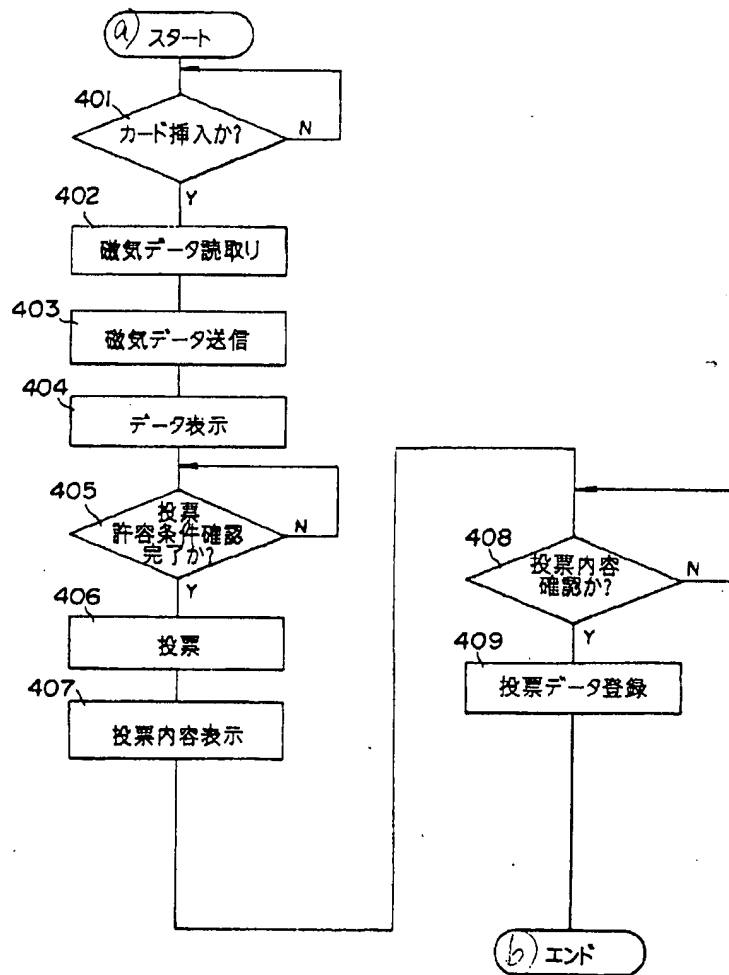 a) スタート
401
カード挿入か?
N
Y
402
磁気データ読取り
403
磁気データ送信
404
データ表示
405
投票
許容条件確認
完了か?
N
Y
406
投票
407
投票内容表示
408
投票内容
確認か?
N
Y
409
投票データ登録
b) エンド